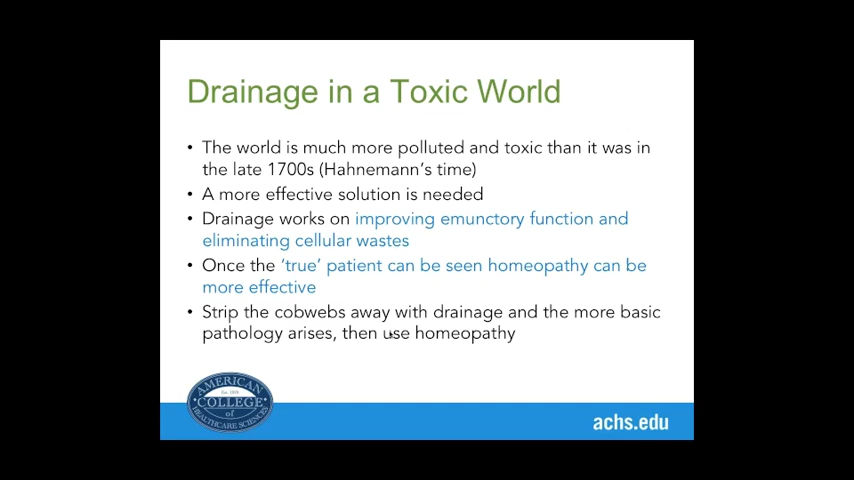 Drainage in a Toxic World
• The world is much more polluted and toxic than it was in
the late 1700s (Hahnemann's time)
• A more effective solution is needed
• Drainage works on improving emunctory function and
eliminating cellular wastes
• Once the 'true' patient can be seen homeopathy can be
more effective
• Strip the cobwebs away with drainage and the more basic
pathology arises, then use homeopathy
AMERICAN
Est. 1978
COLLEGE
of
HEALTHCARE SCIENCES
achs.edu